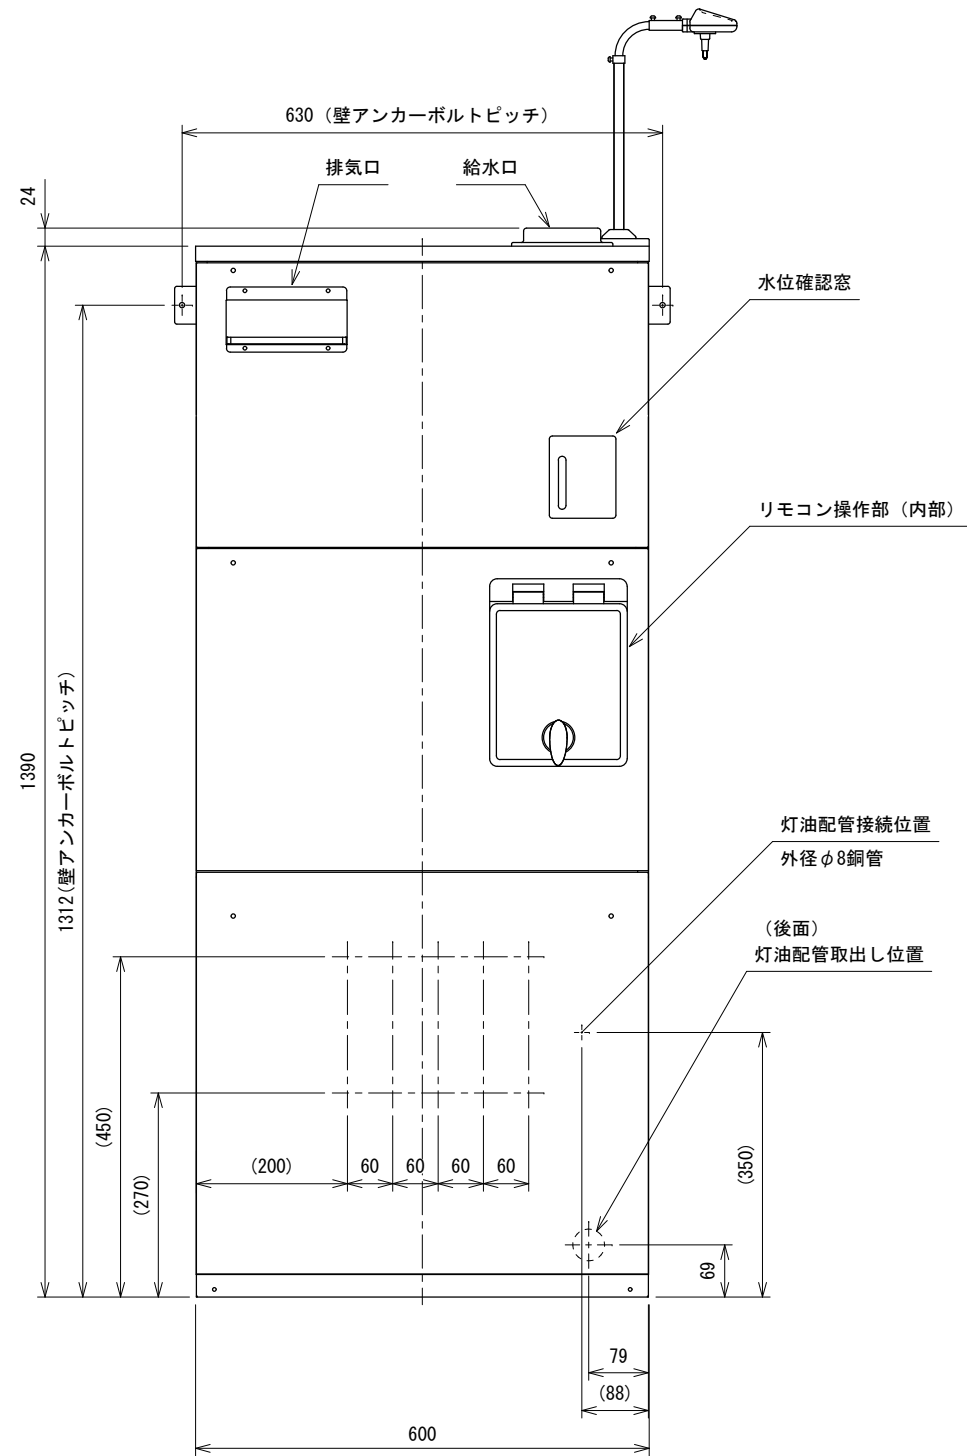 630（壁アンカーボルトピッチ）
排気口
給水口
24
水位確認窓
リモコン操作部（内部）
1390
1312(壁アンカーボルトピッチ)
灯油配管接続位置
外径φ8銅管
（後面）
灯油配管取出し位置
(450)
(270)
(200)
60
60
60
60
(350)
69
79
(88)
600